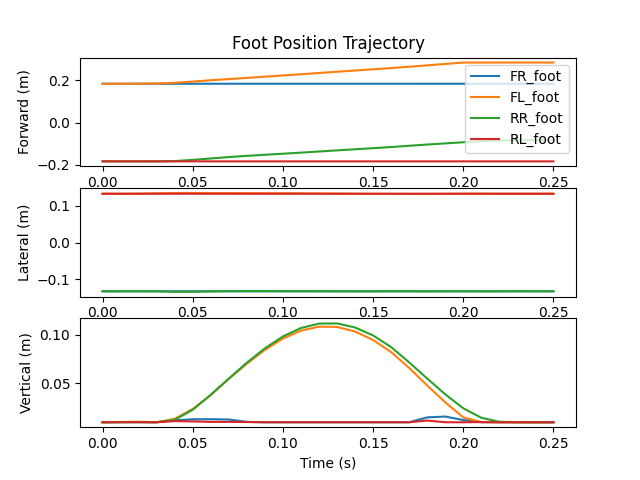 Foot Position Trajectory
Forward (m)
0.2
0.0
−0.2
FR_foot
FL_foot
RR_foot
RL_foot
0.00 0.05 0.10 0.15 0.20 0.25
Lateral (m)
0.1
0.0
−0.1
0.00 0.05 0.10 0.15 0.20 0.25
Vertical (m)
0.10
0.05
0.00 0.05 0.10 0.15 0.20 0.25
Time (s)